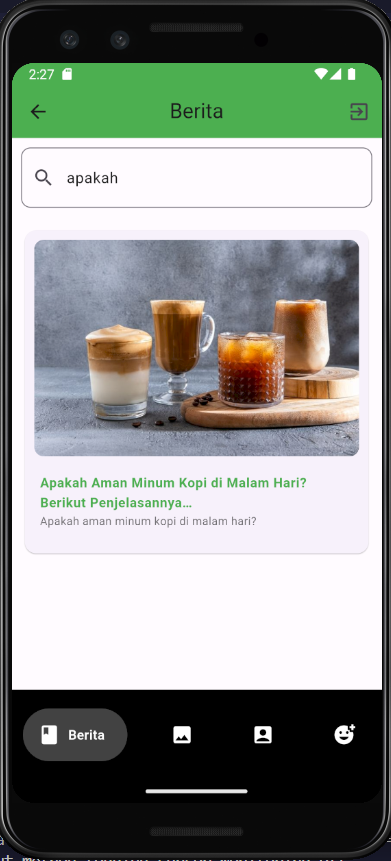 2:27
Berita
apakah
Apakah Aman Minum Kopi di Malam Hari?
Berikut Penjelasannya...
Apakah aman minum kopi di malam hari?
Berita